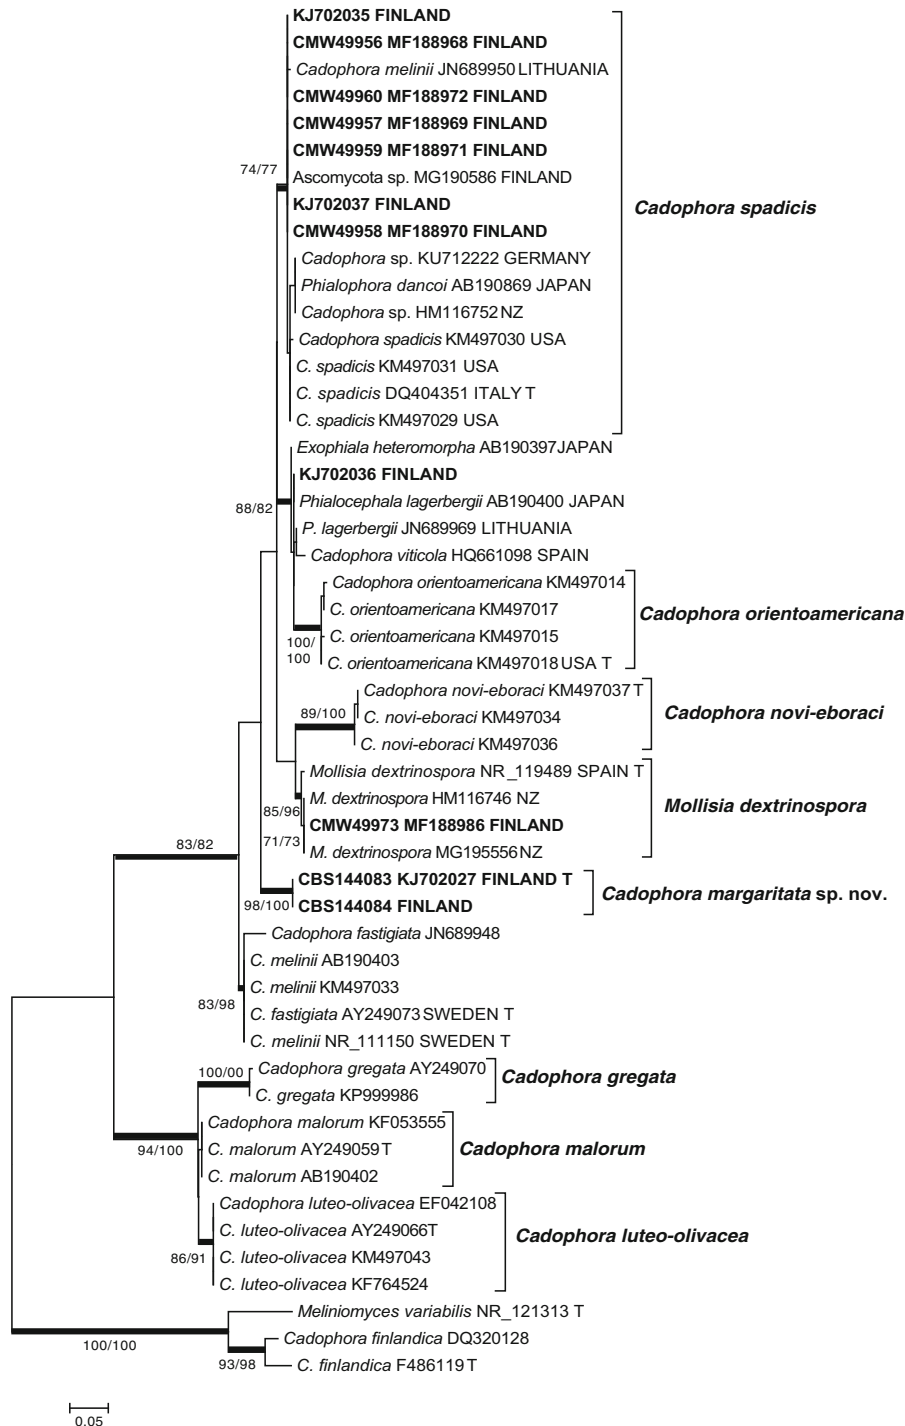 KJ702035 FINLAND
CMW49956 MF188968 FINLAND
Cadophora melinii JN689950 LITHUANIA
CMW49960 MF188972 FINLAND
CMW49957 MF188969 FINLAND
CMW49959 MF188971 FINLAND
74/77
Ascomycota sp. MG190586 FINLAND
KJ702037 FINLAND
Cadophora spadicis
CMW49958 MF188970 FINLAND
Cadophora sp. KU712222 GERMANY
Phialophora dancoi AB190869 JAPAN
Cadophora sp. HM116752 NZ
Cadophora spadicis KM497030 USA
C. spadicis KM497031 USA
C. spadicis DQ404351 ITALY T
C. spadicis KM497029 USA
Exophiala heteromorpha AB190397JAPAN
KJ702036 FINLAND
88/82
Phialocephala lagerbergii AB190400 JAPAN
P. lagerbergii JN689969 LITHUANIA
Cadophora viticola HQ661098 SPAIN
Cadophora orientoamericana KM497014
C. orientoamericana KM497017
Cadophora orientoamericana
C. orientoamericana KM497015
100/
100
C. orientoamericana KM497018 USA T
Cadophora novi-eboraci KM497037 T
89/100
C. novi-eboraci KM497034
Cadophora novi-eboraci
C. novi-eboraci KM497036
Mollisia dextrinospora NR_119489 SPAIN T
M. dextrinospora HM116746 NZ
Mollisia dextrinospora
85/96
CMW49973 MF188986 FINLAND
71/73
M. dextrinospora MG195556 NZ
83/82
CBS144083 KJ702027 FINLAND T
Cadophora margaritata sp. nov.
98/100
CBS144084 FINLAND
Cadophora fastigiata JN689948
C. melinii AB190403
C. melinii KM497033
83/98
C. fastigiata AY249073 SWEDEN T
C. melinii NR_111150 SWEDEN T
100/00
Cadophora gregata AY249070
Cadophora gregata
C. gregata KP999986
Cadophora malorum KF053555
94/100
C. malorum AY249059 T
Cadophora malorum
C. malorum AB190402
Cadophora luteo-olivacea EF042108
C. luteo-olivacea AY249066T
Cadophora luteo-olivacea
86/91
C. luteo-olivacea KM497043
C. luteo-olivacea KF764524
Meliniomyces variabilis NR_121313 T
100/100
Cadophora finlandica DQ320128
93/98
C. finlandica F486119 T
0.05